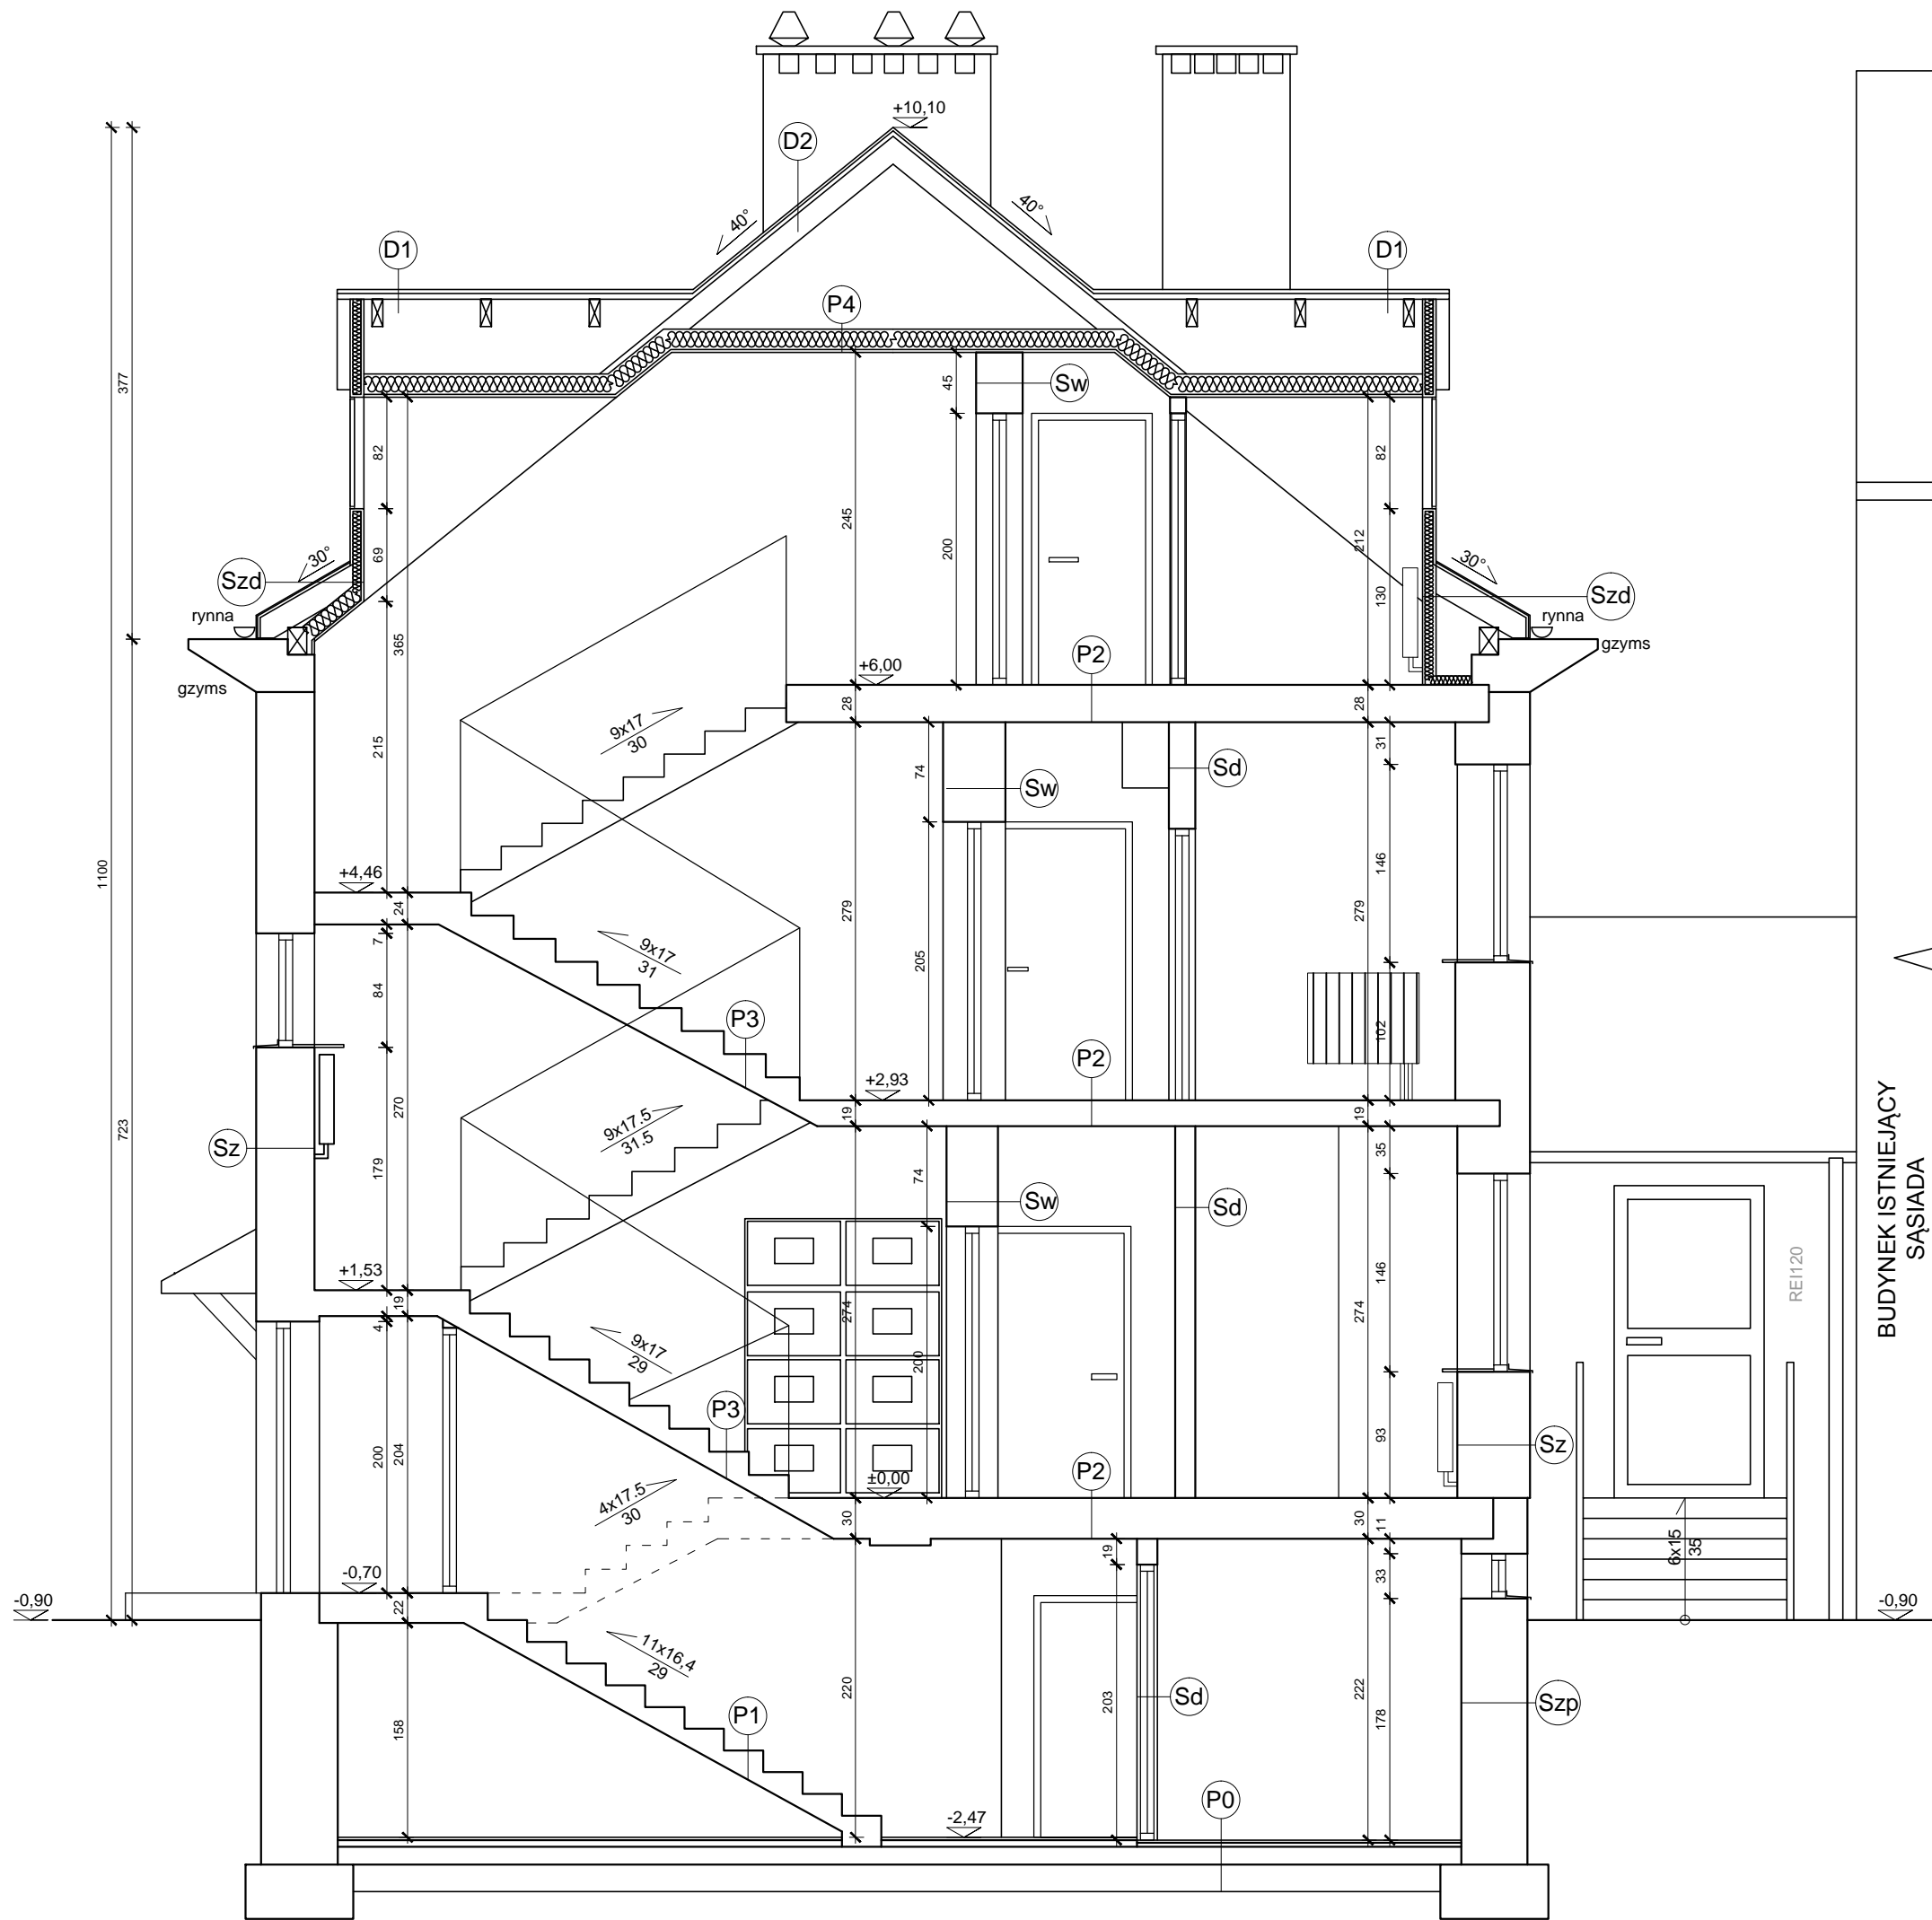 +10,10
D2
40°
40°
D1
D1
P4
377
45
Sw
82
82
245
200
212
69
130
30°
30°
Szd
Szd
rynna
rynna
gzyms
gzyms
365
P2
+6,00
28
28
9x17
30
215
31
74
Sd
Sw
+4,46
24
1100
146
279
279
7
9x17
31
205
84
P3
102
P2
+2,93
270
19
19
723
9x17.5
31.5
Sz
179
35
74
Sw
Sd
BUDYNEK ISTNIEJĄCY
SĄSIADA
REI120
+1,53
19
146
274
274
4
9x17
29
200
P3
200
204
93
Sz
P2
±0,00
4x17.5
30
30
30
11
6x15
35
19
33
-0,70
-0,90
-0,90
22
11x16,4
29
220
203
Sd
222
178
Szp
P1
158
P0
-2,47